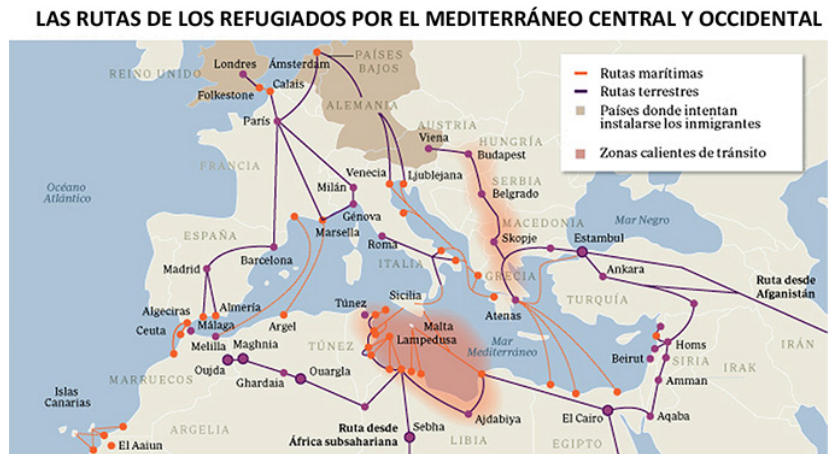 LAS RUTAS DE LOS REFUGIADOS POR EL MEDITERRÁNEO CENTRAL Y OCCIDENTAL
Rutas marítimas
Rutas terrestres
Países donde intentan
instalarse los inmigrantes
Zonas calientes de tránsito
REINO UNIDO
Londres
Ámsterdam
PAÍSES
BAJOS
Folkestone
Calais
ALEMANIA
París
AUSTRIA
Viena
HUNGRÍA
Budapest
FRANCIA
Venecia
Ljublejana
SERBIA
Belgrado
Océano
Atlántico
Milán
Génova
Marsella
MACEDONIA
Mar Negro
Skopje
Estambul
ESPAÑA
Roma
ITALIA
Barcelona
Madrid
GRECIA
Ankara
Ruta desde
Afganistán
TURQUÍA
Atenas
Algeciras
Almería
Ceuta
Málaga
Melilla
Argel
Túnez
Sicilia
Malta
Lampedusa
Mar
Mediterráneo
Maghnia
TÚNEZ
Homs
SIRIA
IRAK
IRÁN
Beirut
Oujda
Ouargla
Ghardaia
MARRUECOS
Amman
Islas
Canarias
Ajdabiya
El Cairo
Aqaba
ARGELIA
El Aaiun
Ruta desde
África subsahariana
Sebha
LIBIA
EGIPTO